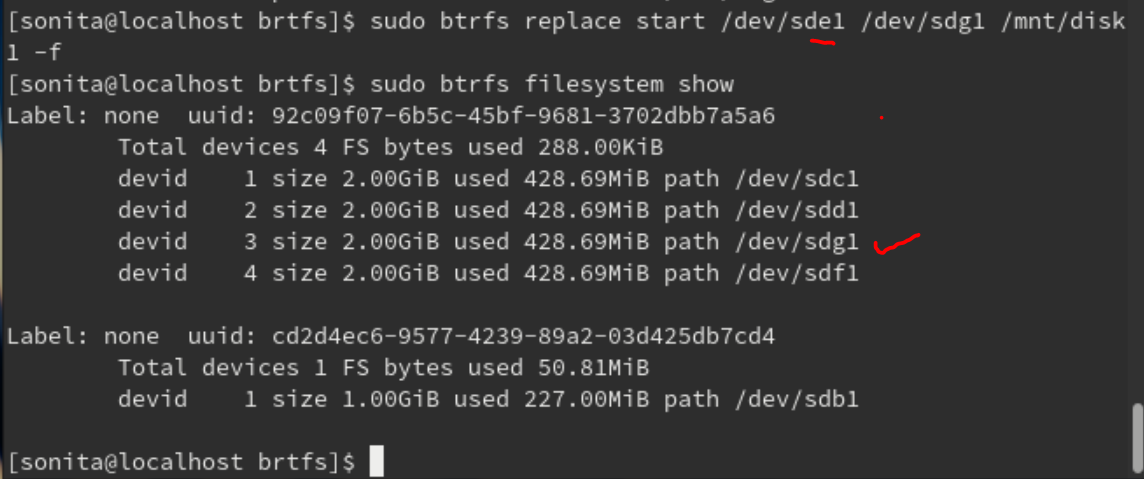 [sonita@localhost brtfs]$ sudo btrfs replace start /dev/sde1 /dev/sdg1 /mnt/disk
1 -f
[sonita@localhost brtfs]$ sudo btrfs filesystem show
Label: none  uuid: 92c09f07-6b5c-45bf-9681-3702dbb7a5a6
        Total devices 4 FS bytes used 288.00KiB
        devid    1 size 2.00GiB used 428.69MiB path /dev/sdc1
        devid    2 size 2.00GiB used 428.69MiB path /dev/sdd1
        devid    3 size 2.00GiB used 428.69MiB path /dev/sdg1
        devid    4 size 2.00GiB used 428.69MiB path /dev/sdf1
Label: none  uuid: cd2d4ec6-9577-4239-89a2-03d425db7cd4
        Total devices 1 FS bytes used 50.81MiB
        devid    1 size 1.00GiB used 227.00MiB path /dev/sdb1
[sonita@localhost brtfs]$